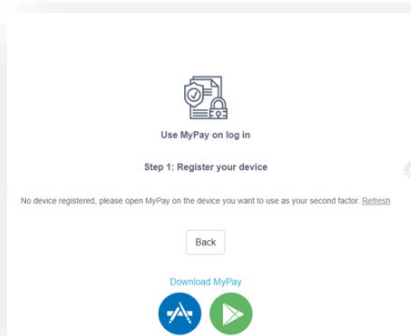 Use MyPay on log in
Step 1: Register your device
No device registered, please open MyPay on the device you want to use as your second factor. Refresh
Back
Download MyPay